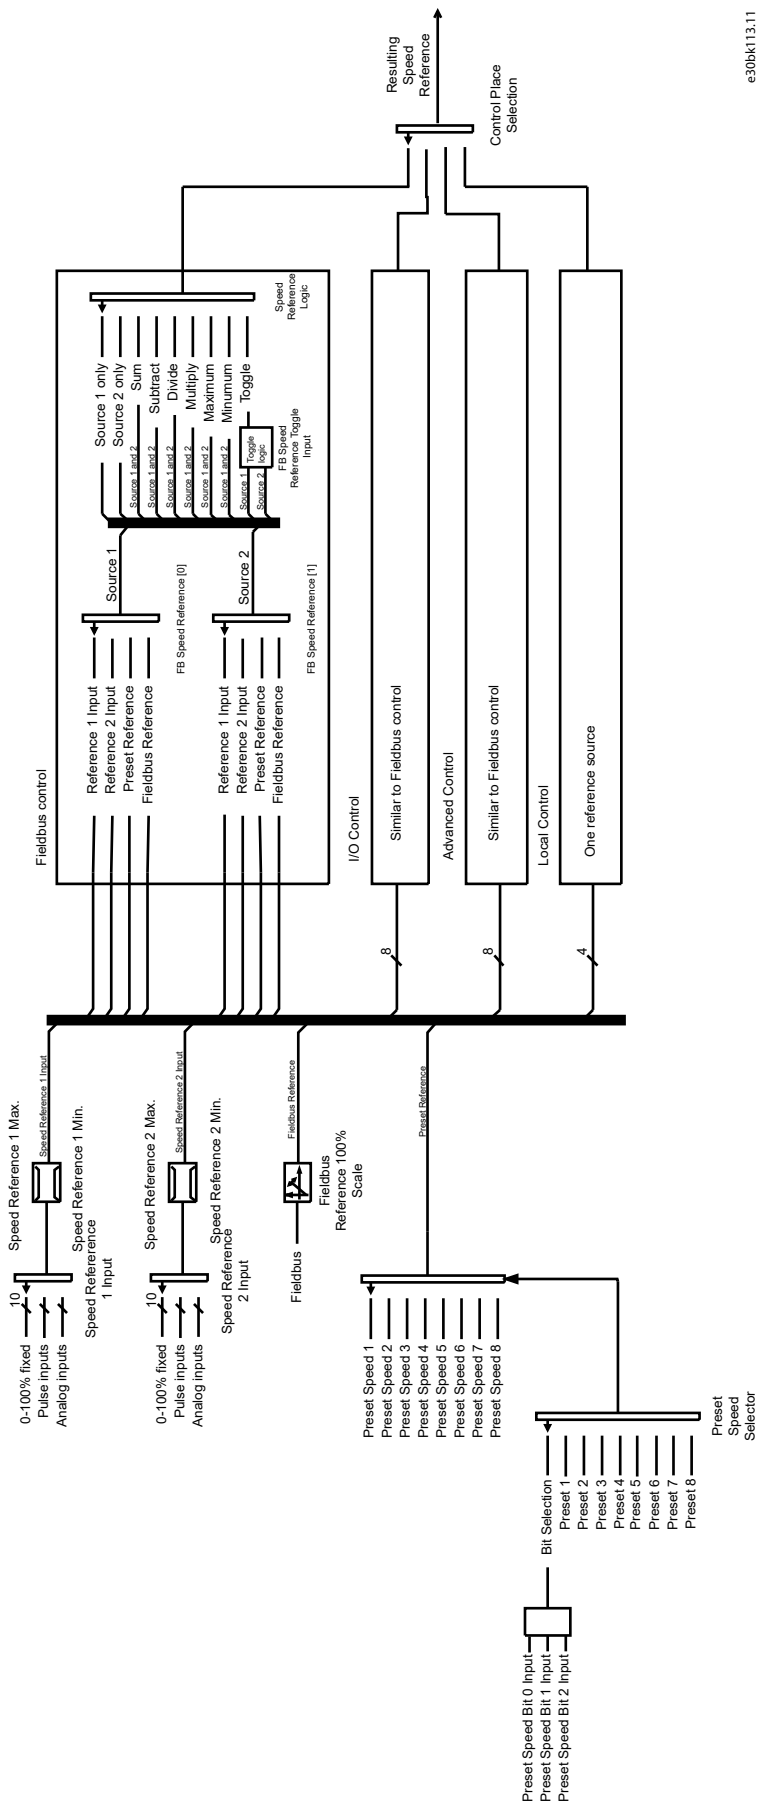 e30bk113.11
Resulting
Speed
Reference
Control Place
Selection
Fieldbus control
Speed
Reference
Logic
Source 1 only
Source 2 only
Sum
Subtract
Divide
Multiply
Maximum
Minumum
Toggle
Source 1 and 2
Source 1 and 2
Source 1 and 2
Source 1 and 2
Source 1 and 2
Source 1 and 2
Source 1
Source 2
Toggle
logic
FB Speed
Reference Toggle
Input
Source 1
FB Speed Reference [0]
Source 2
FB Speed Reference [1]
Reference 1 Input
Reference 2 Input
Preset Reference
Fieldbus Reference
Reference 1 Input
Reference 2 Input
Preset Reference
Fieldbus Reference
I/O Control
Similar to Fieldbus control
8
Advanced Control
Similar to Fieldbus control
8
Local Control
One reference source
4
Speed Reference 1 Max.
Speed Reference 1 Input
Speed Reference 1 Min.
Speed Refererence
1 Input
10
0-100% fixed
Pulse inputs
Analog inputs
Speed Reference 2 Max.
Speed Reference 2 Input
Speed Reference 2 Min.
Speed Reference
2 Input
10
0-100% fixed
Pulse inputs
Analog inputs
Fieldbus Reference
Fieldbus
Reference 100%
Scale
Fieldbus
Preset Reference
Preset Speed 1
Preset Speed 2
Preset Speed 3
Preset Speed 4
Preset Speed 5
Preset Speed 6
Preset Speed 7
Preset Speed 8
Preset
Speed
Selector
Bit Selection
Preset 1
Preset 2
Preset 3
Preset 4
Preset 5
Preset 6
Preset 7
Preset 8
Preset Speed Bit 0 Input
Preset Speed Bit 1 Input
Preset Speed Bit 2 Input